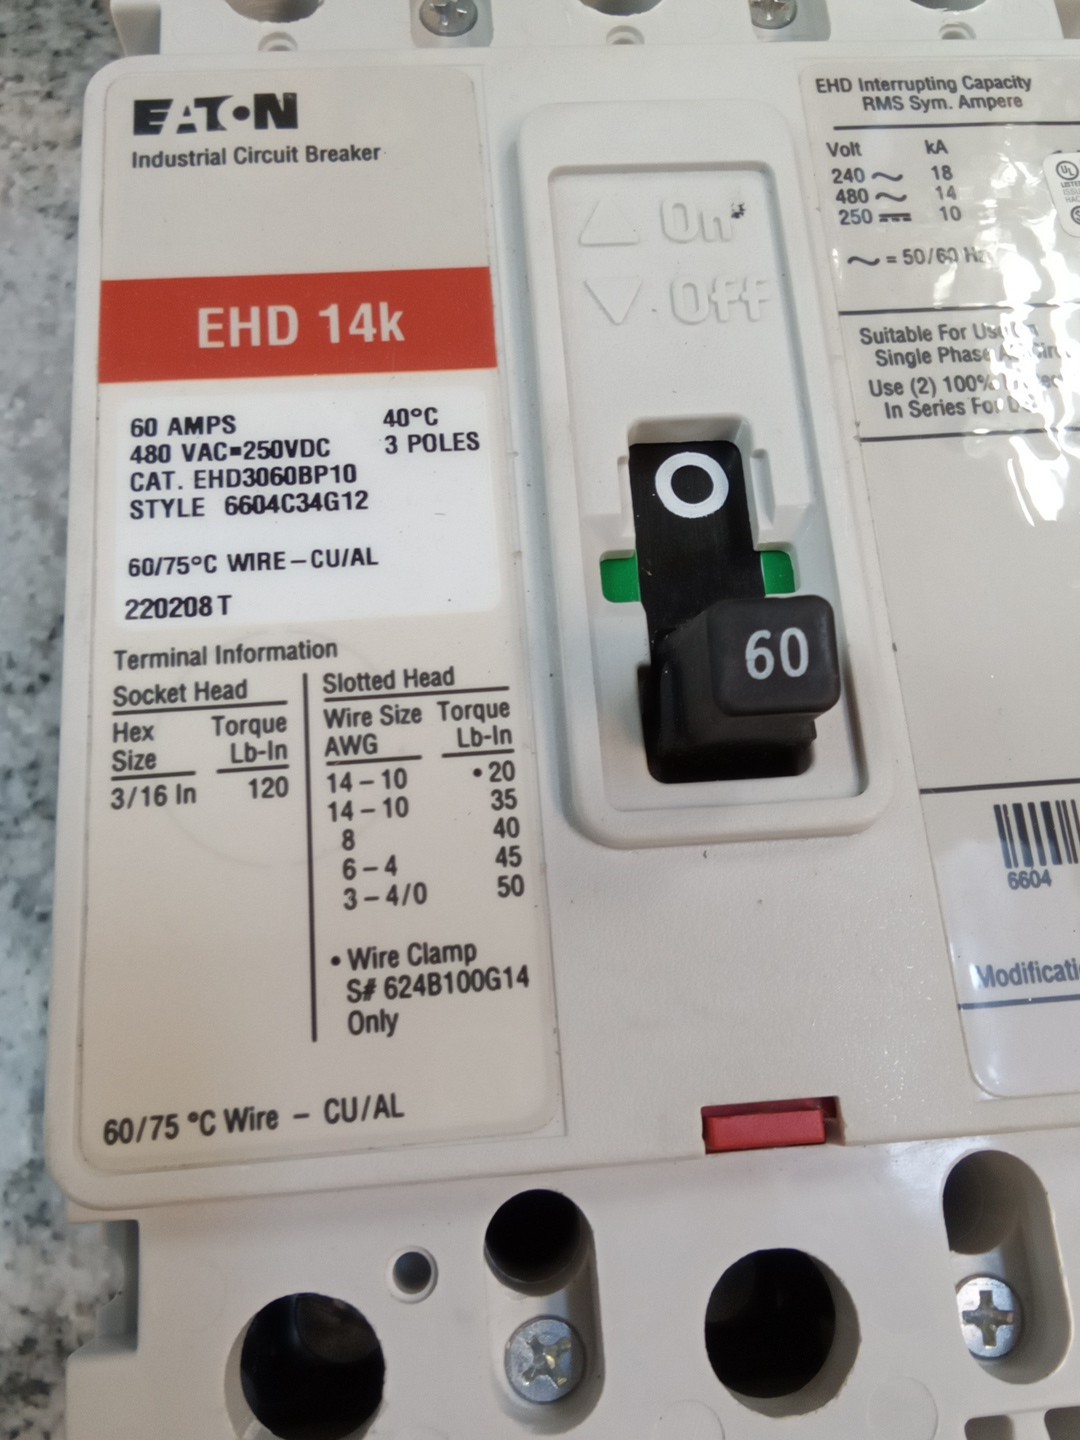 EATON
Industrial Circuit Breaker
EHD 14k
60 AMPS 40°C
480 VAC=250VDC 3 POLES
CAT. EHD3060BP10
STYLE 6604C34G12
60/75°C WIRE-CU/AL
220208 T
Terminal Information
Socket Head
Hex Size Torque Lb-In
3/16 In 120
Slotted Head
Wire Size AWG Torque Lb-In
14-10 •20
14-10 35
8 40
6-4 45
3-4/0 50
• Wire Clamp
S# 624B100G14
Only
60/75 °C Wire - CU/AL
On
Off
O
60
EHD Interrupting Capacity
RMS Sym. Ampere
Volt kA
240 ~ 18
480 ~ 14
250 ⎓ 10
~ = 50/60 Hz
Suitable For Use On
Single Phase
Use (2) 100%
In Series For
UL
6604